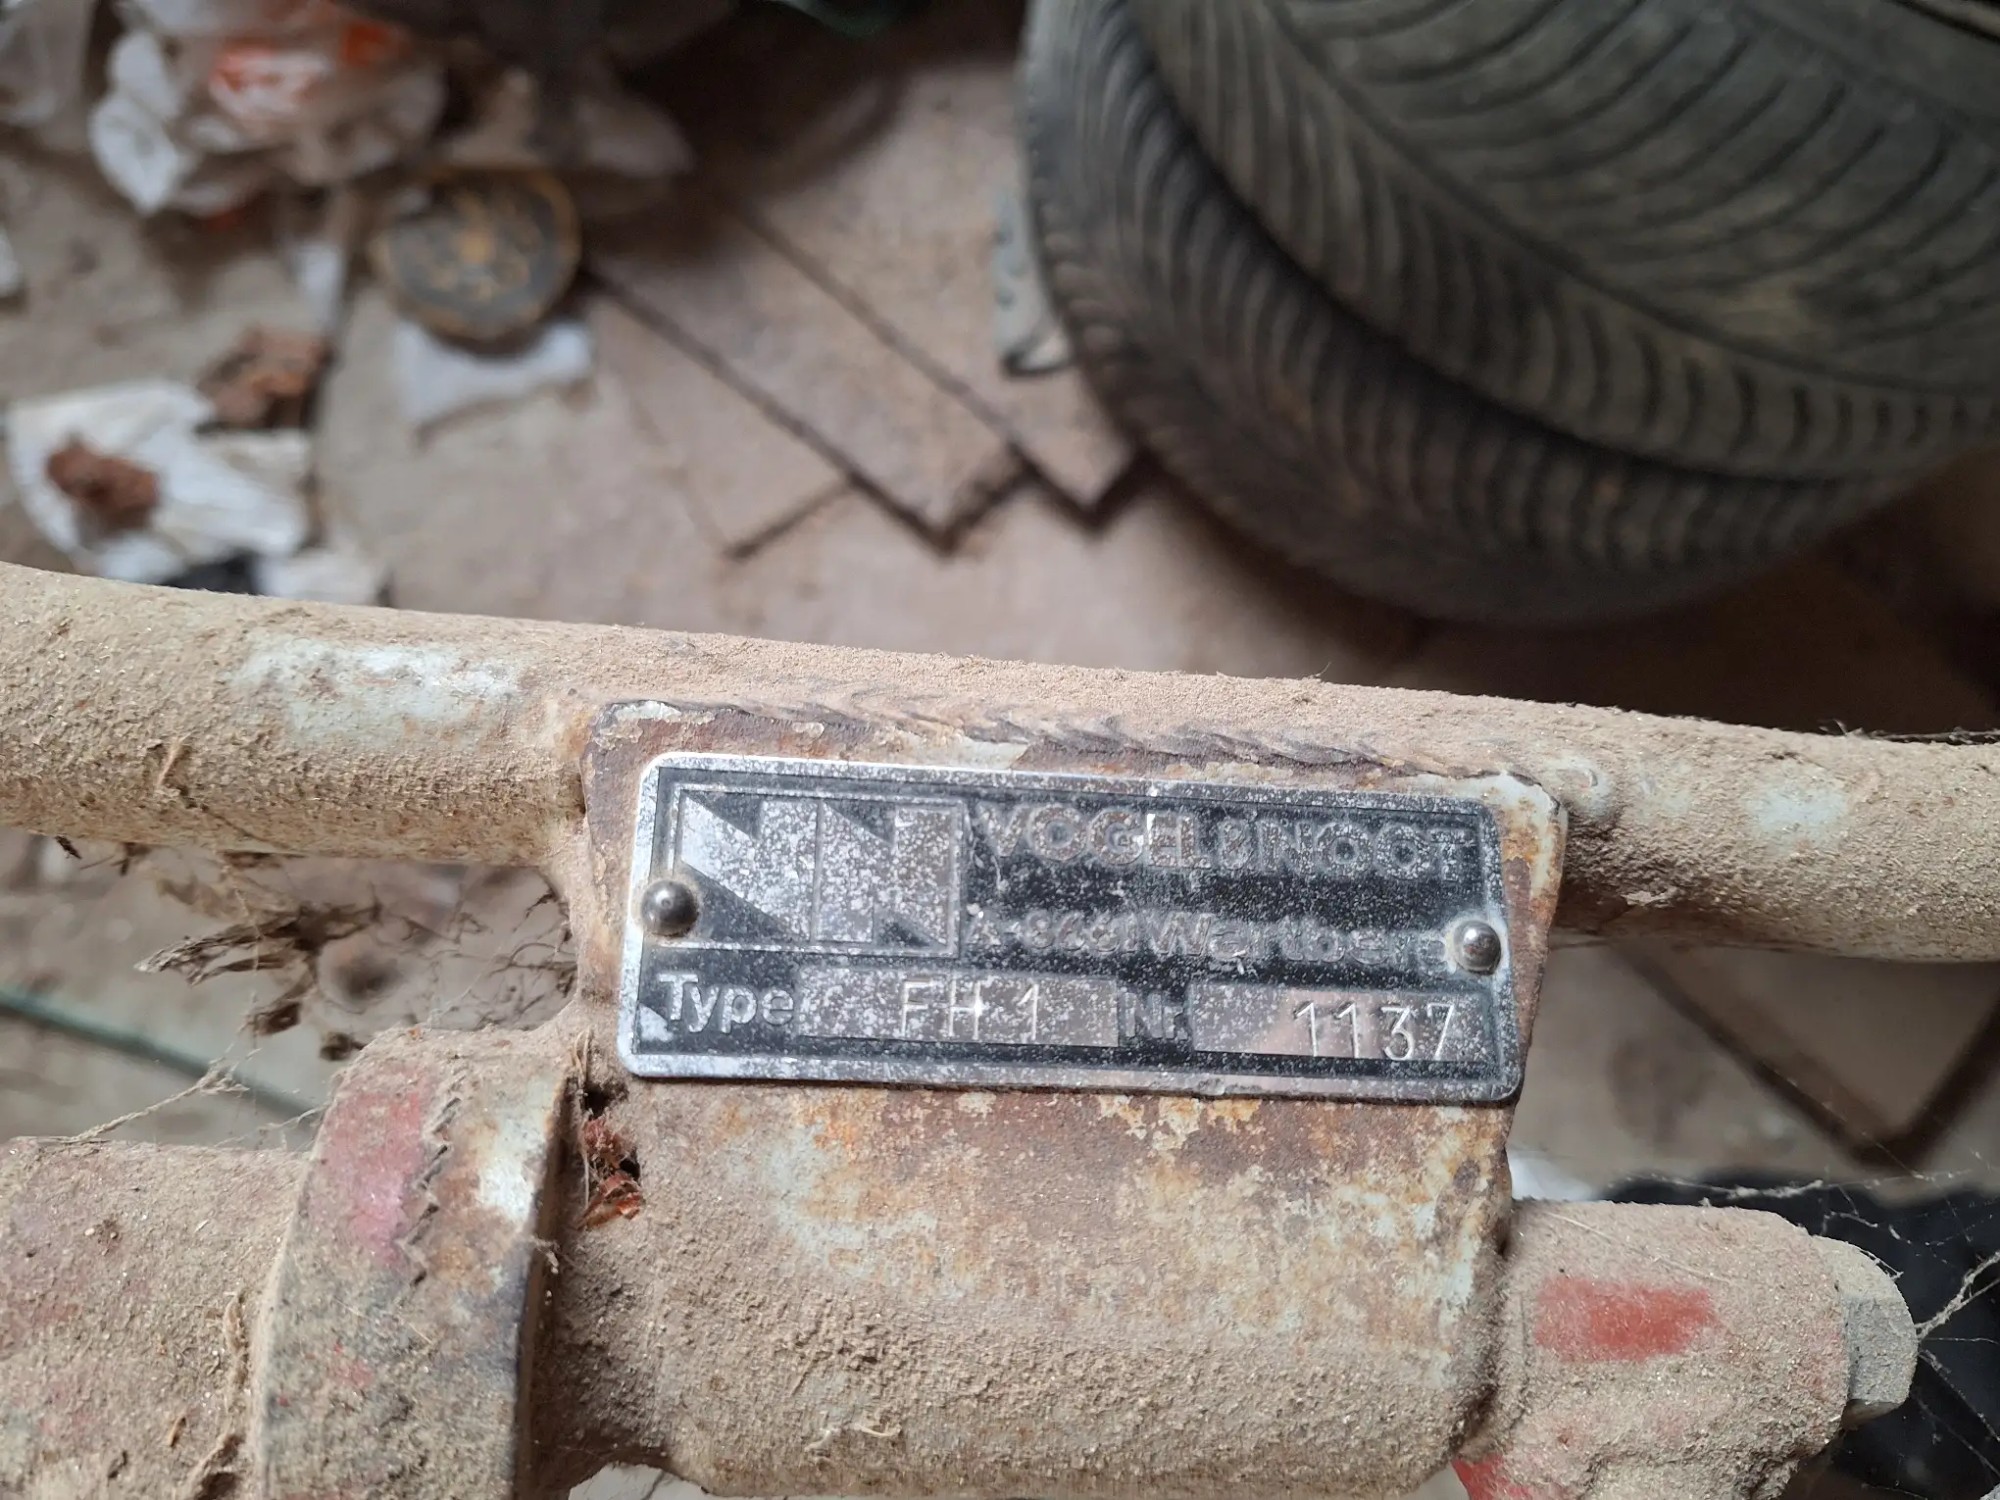 VOGEL & NOOT
A-8661 Wartberg
Type FH 1 Nr. 1137